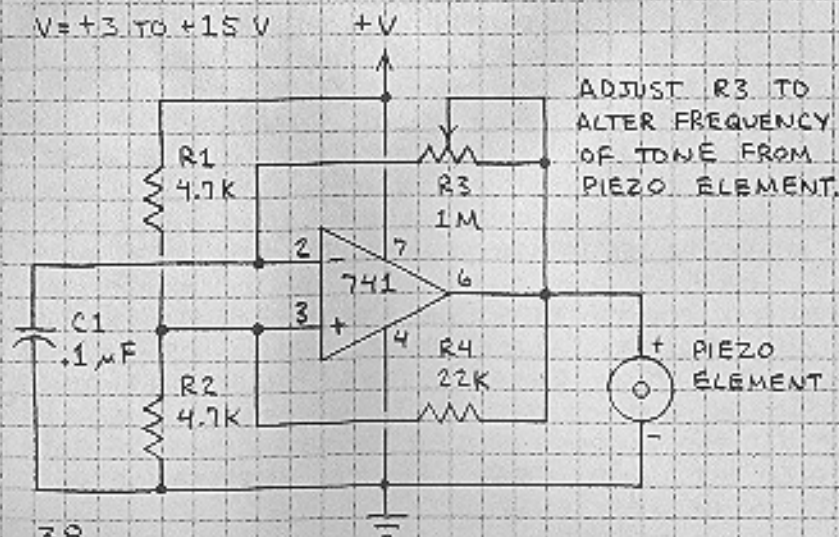 V = +3 TO +15 V
+V
ADJUST R3 TO
ALTER FREQUENCY
OF TONE FROM
PIEZO ELEMENT.
R1
4.7K
R3
1M
2
-
7
741
6
3
+
4
C1
.1 µF
R4
22K
R2
4.7K
+
PIEZO
ELEMENT
-